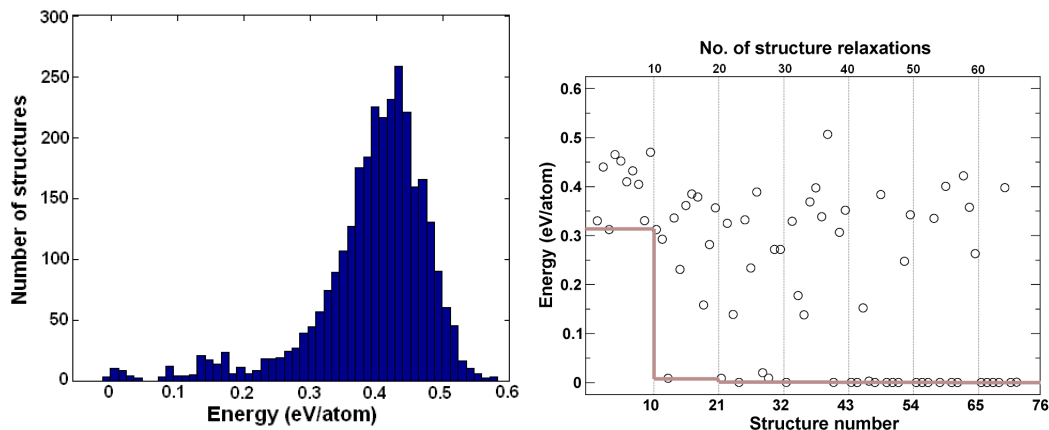 300
250
200
150
100
50
0
Number of structures
0 0.1 0.2 0.3 0.4 0.5 0.6
Energy (eV/atom)
No. of structure relaxations
10 20 30 40 50 60
0.6
0.5
0.4
0.3
0.2
0.1
0
Energy (eV/atom)
10 21 32 43 54 65 76
Structure number